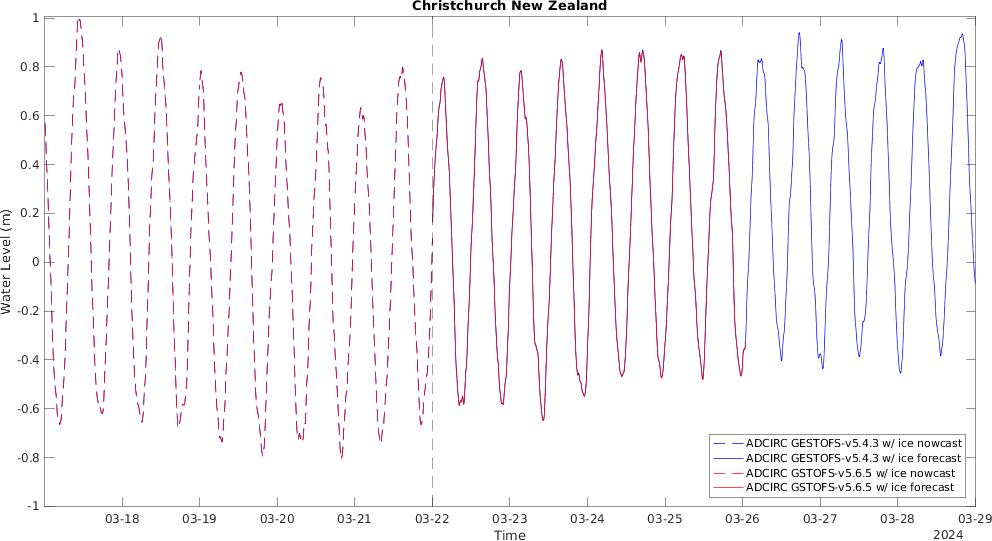 Christchurch New Zealand
1
0.8
0.6
0.4
0.2
0
-0.2
-0.4
-0.6
-0.8
-1
Water Level (m)
ADCIRC GESTOFS-v5.4.3 w/ ice nowcast
ADCIRC GESTOFS-v5.4.3 w/ ice forecast
ADCIRC GSTOFS-v5.6.5 w/ ice nowcast
ADCIRC GSTOFS-v5.6.5 w/ ice forecast
03-18 03-19 03-20 03-21 03-22 03-23 03-24 03-25 03-26 03-27 03-28 03-29
Time
2024